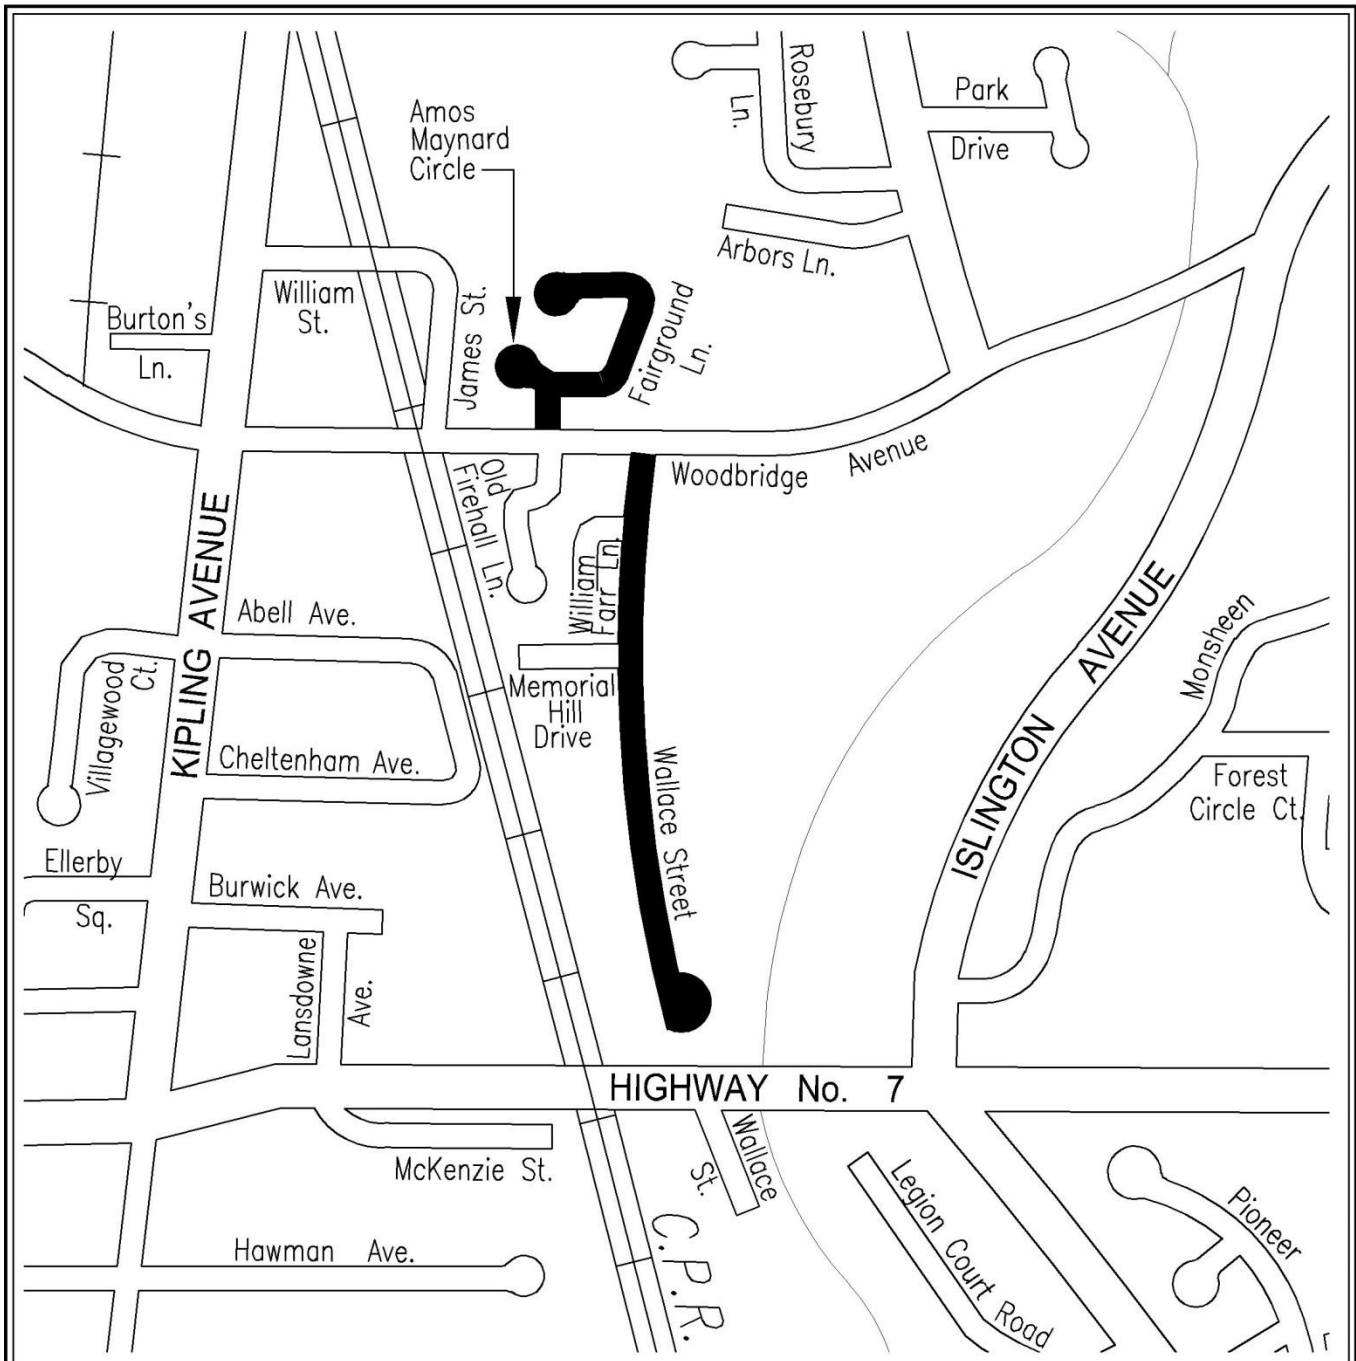 Amos
Maynard
Circle
Rosebury
Ln.
Park
Drive
Arbors Ln.
William
St.
James St.
Burton's
Ln.
Fairground
Ln.
Woodbridge Avenue
Old
Firehall Ln.
William
Farr Ln.
KIPLING AVENUE
Abell Ave.
Villagewood
Ct.
Memorial
Hill
Drive
Cheltenham Ave.
Wallace Street
ISLINGTON AVENUE
Monsheen
Forest
Circle Ct.
Ellerby
Sq.
Burwick Ave.
Lansdowne
Ave.
HIGHWAY No. 7
McKenzie St.
Wallace
St.
Legion Court Road
Pioneer
Hawman Ave.
C.P.R.